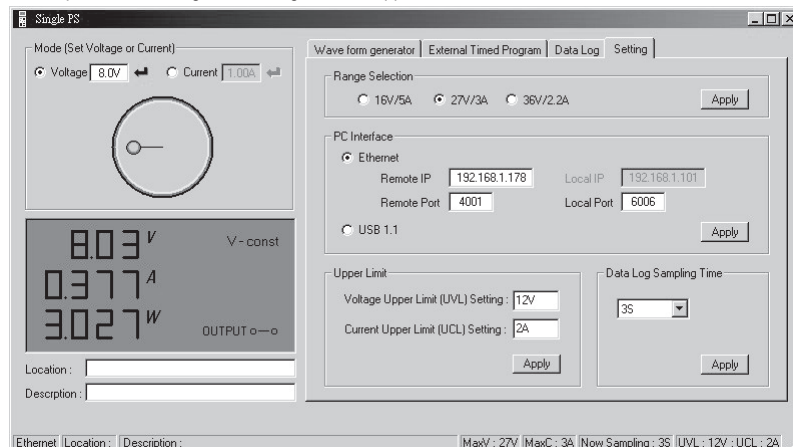 Single PS
Mode (Set Voltage or Current)
Voltage 8.0V Current 1.00A
8.03 V V-const
0.377 A
3.027 W OUTPUT
Location :
Descrption :
Wave form generator External Timed Program Data Log Setting
Range Selection
16V/5A 27V/3A 36V/2.2A Apply
PC Interface
Ethernet
Remote IP 192.168.1.178 Local IP 192.168.1.101
Remote Port 4001 Local Port 6006
USB 1.1 Apply
Upper Limit
Voltage Upper Limit (UVL) Setting : 12V
Current Upper Limit (UCL) Setting : 2A
Apply
Data Log Sampling Time
3S
Apply
Ethernet Location : Description : MaxV : 27V MaxC : 3A Now Sampling : 3S UVL : 12V : UCL : 2A